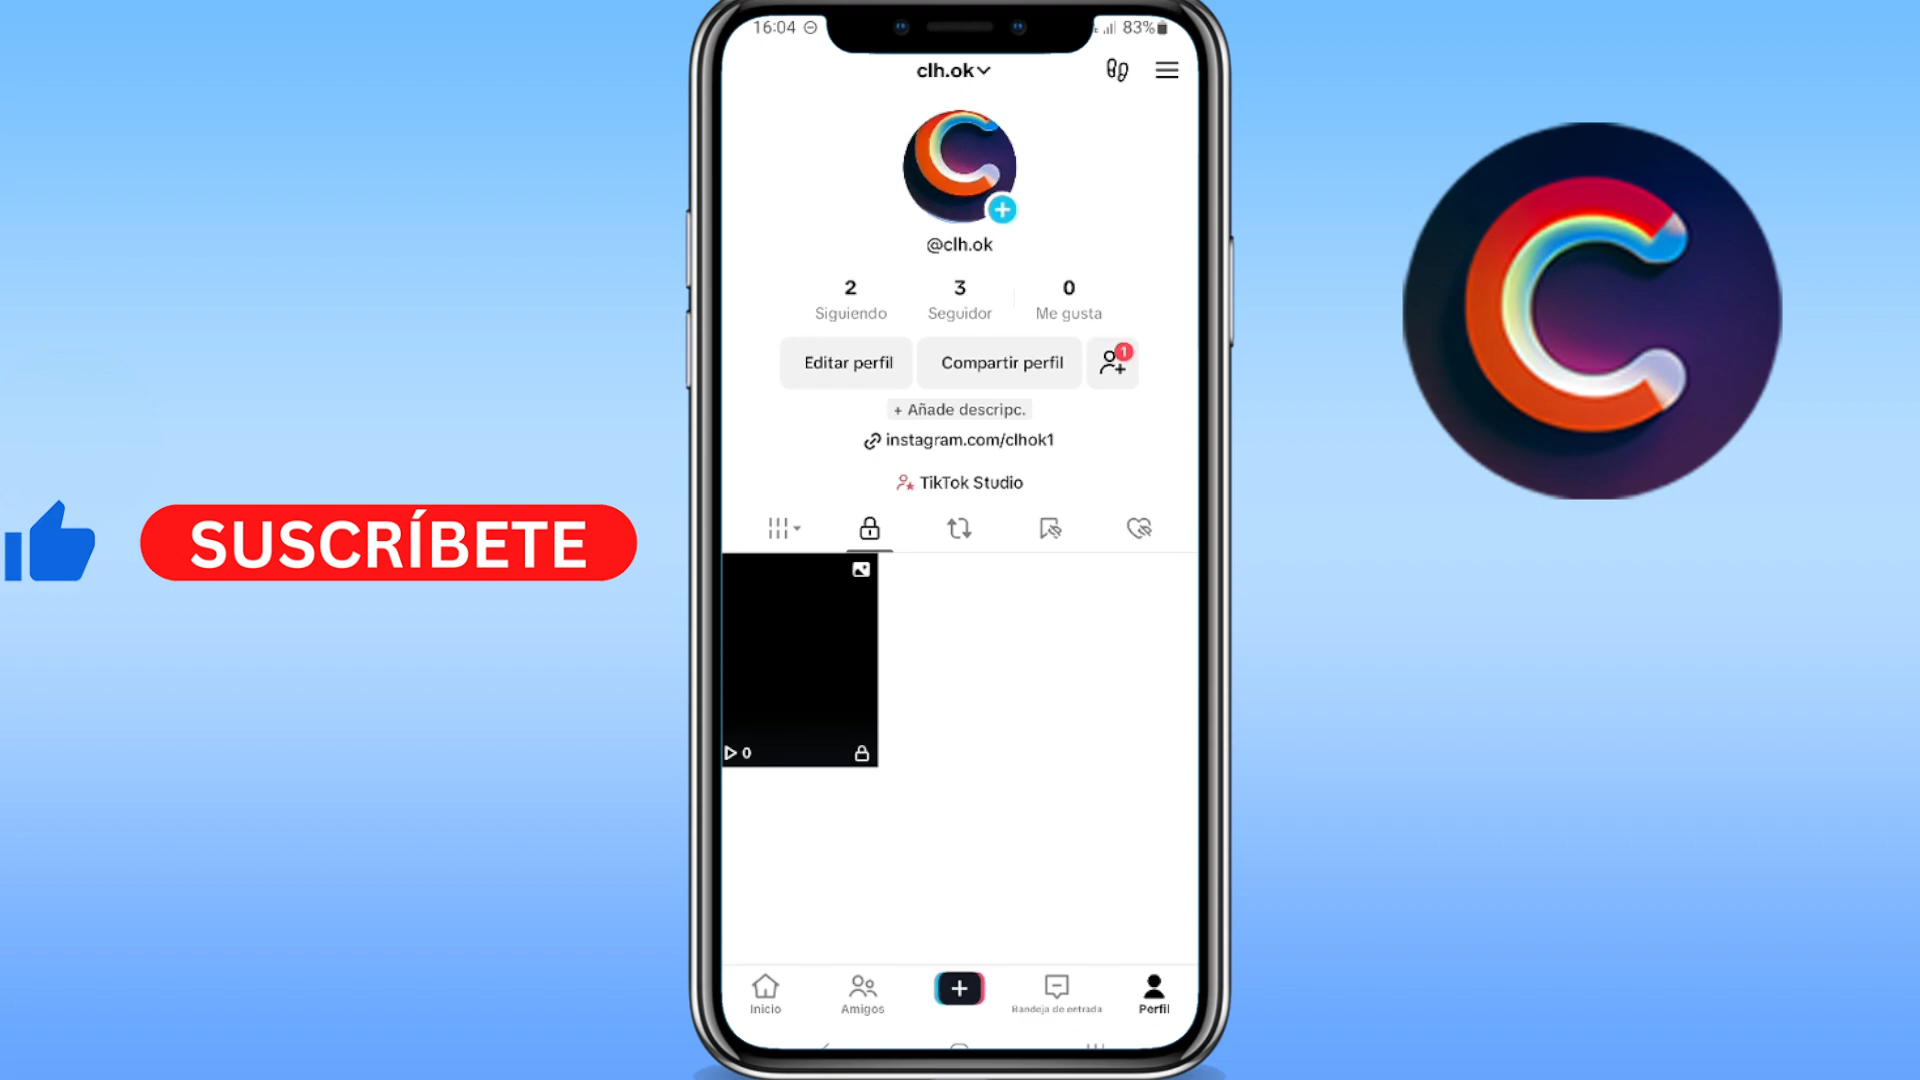 16:04
83%
clh.ok
@clh.ok
2 3 0
Siguiendo Seguidor Me gusta
Editar perfil Compartir perfil 1
+ Añade descripc.
instagram.com/clhok1
TikTok Studio
SUSCRÍBETE
0
Inicio Amigos Bandeja de entrada Perfil